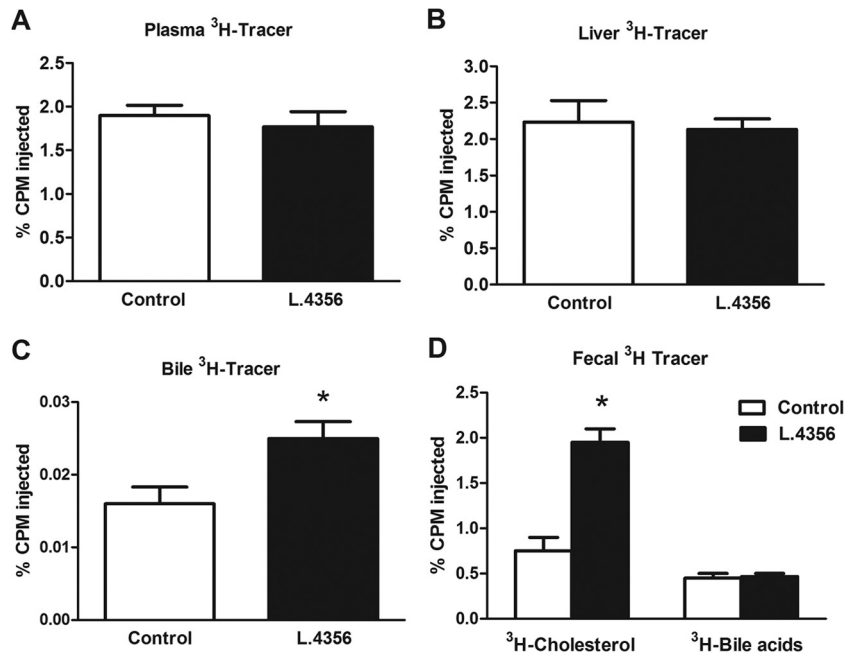 A
Plasma ³H-Tracer
% CPM injected
2.5
2.0
1.5
1.0
0.5
0.0
Control
L.4356
B
Liver ³H-Tracer
% CPM injected
3.0
2.5
2.0
1.5
1.0
0.5
0.0
Control
L.4356
C
Bile ³H-Tracer
% CPM injected
0.03
0.02
0.01
0.00
*
Control
L.4356
D
Fecal ³H Tracer
% CPM injected
2.5
2.0
1.5
1.0
0.5
0.0
*
Control
L.4356
³H-Cholesterol
³H-Bile acids